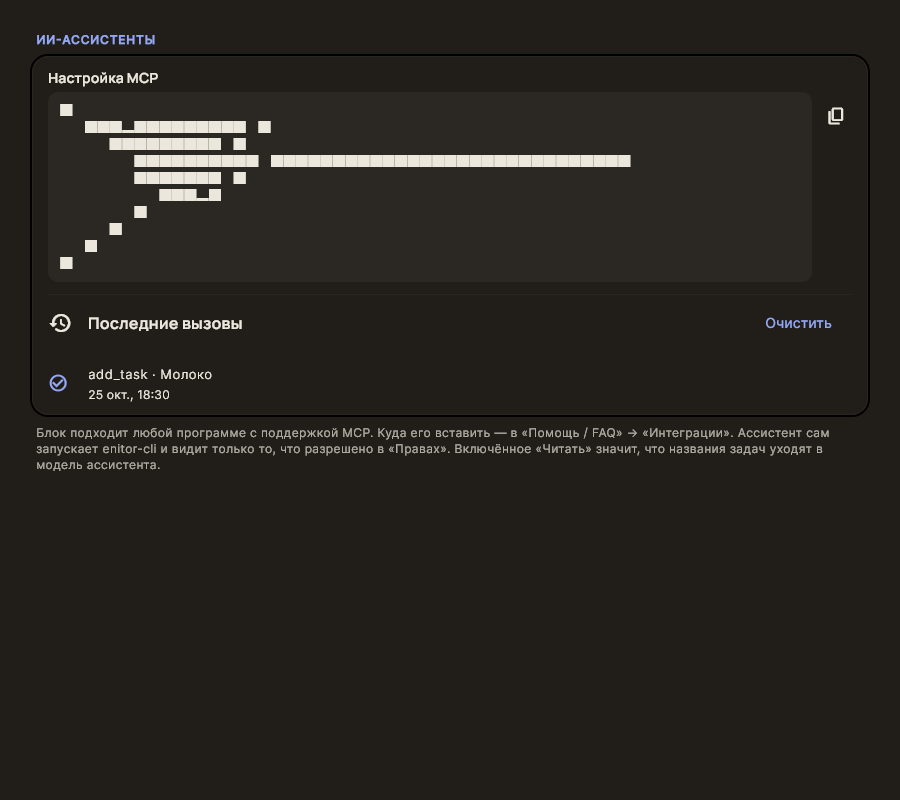 ИИ-АССИСТЕНТЫ
Настройка MCP
Последние вызовы
Очистить
add_task · Молоко
25 окт., 18:30
Блок подходит любой программе с поддержкой MCP. Куда его вставить — в «Помощь / FAQ» → «Интеграции». Ассистент сам
запускает enitor-cli и видит только то, что разрешено в «Правах». Включённое «Читать» значит, что названия задач уходят в
модель ассистента.